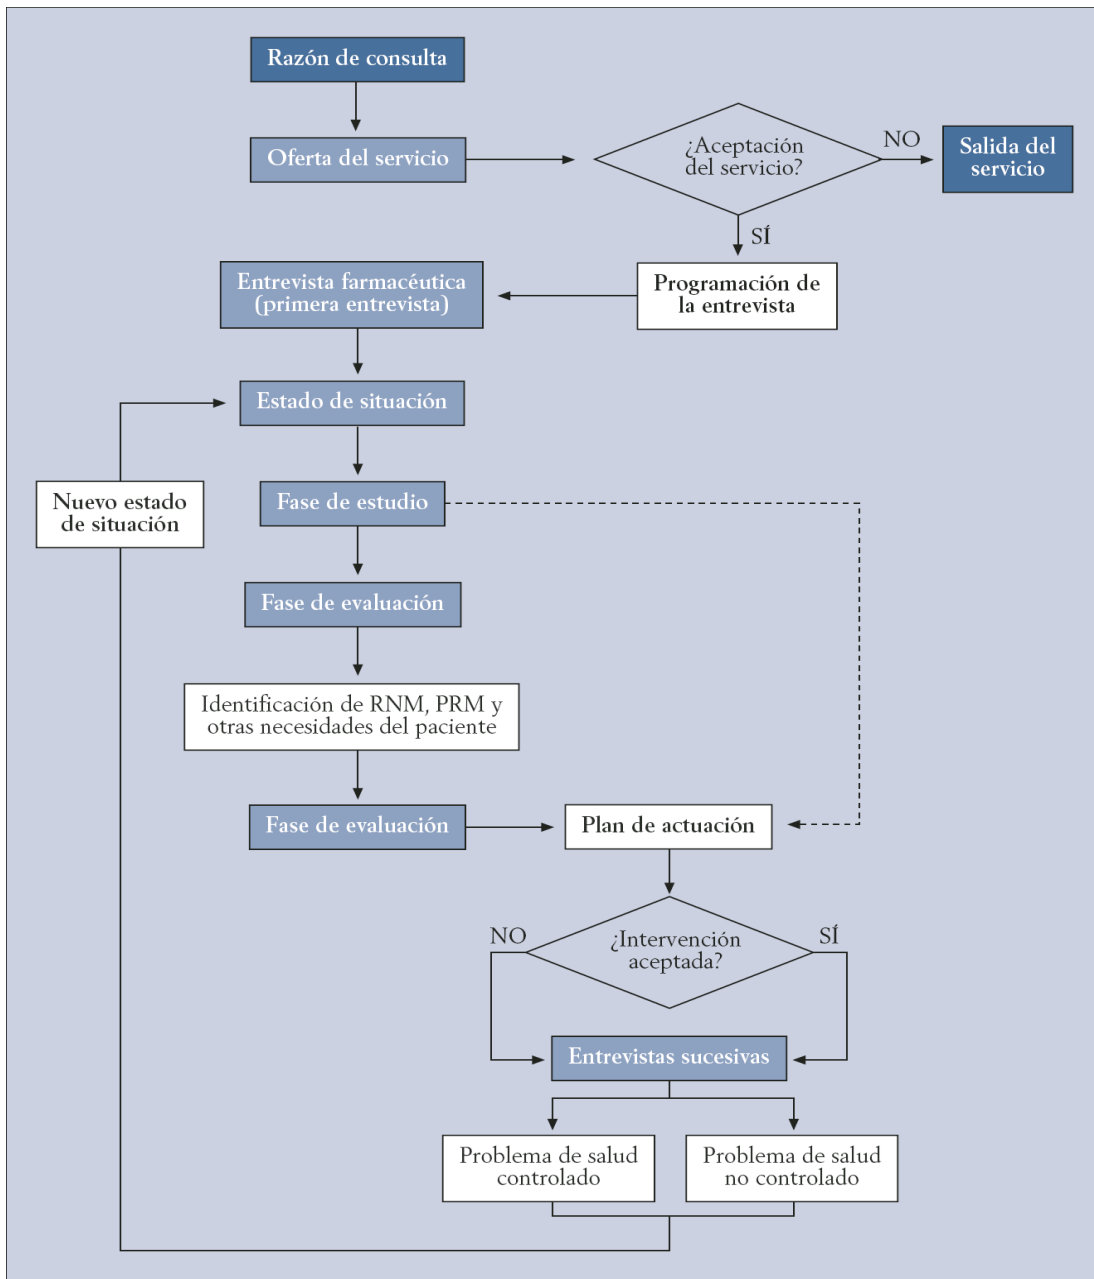 Razón de consulta
Oferta del servicio
¿Aceptación
del servicio?
NO
Salida del
servicio
SÍ
Programación de
la entrevista
Entrevista farmacéutica
(primera entrevista)
Estado de situación
Nuevo estado
de situación
Fase de estudio
Fase de evaluación
Identificación de RNM, PRM y
otras necesidades del paciente
Fase de evaluación
Plan de actuación
¿Intervención
aceptada?
NO
SÍ
Entrevistas sucesivas
Problema de salud
controlado
Problema de salud
no controlado